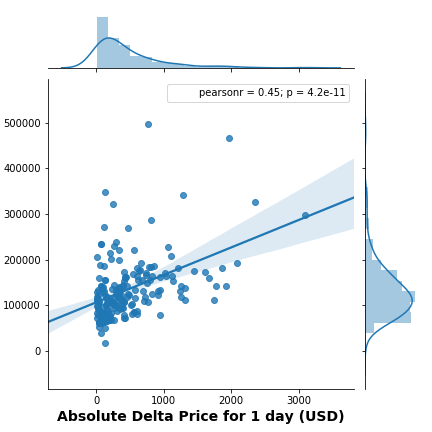 pearsonr = 0.45; p = 4.2e-11
500000
400000
300000
200000
100000
0
0 1000 2000 3000
Absolute Delta Price for 1 day (USD)